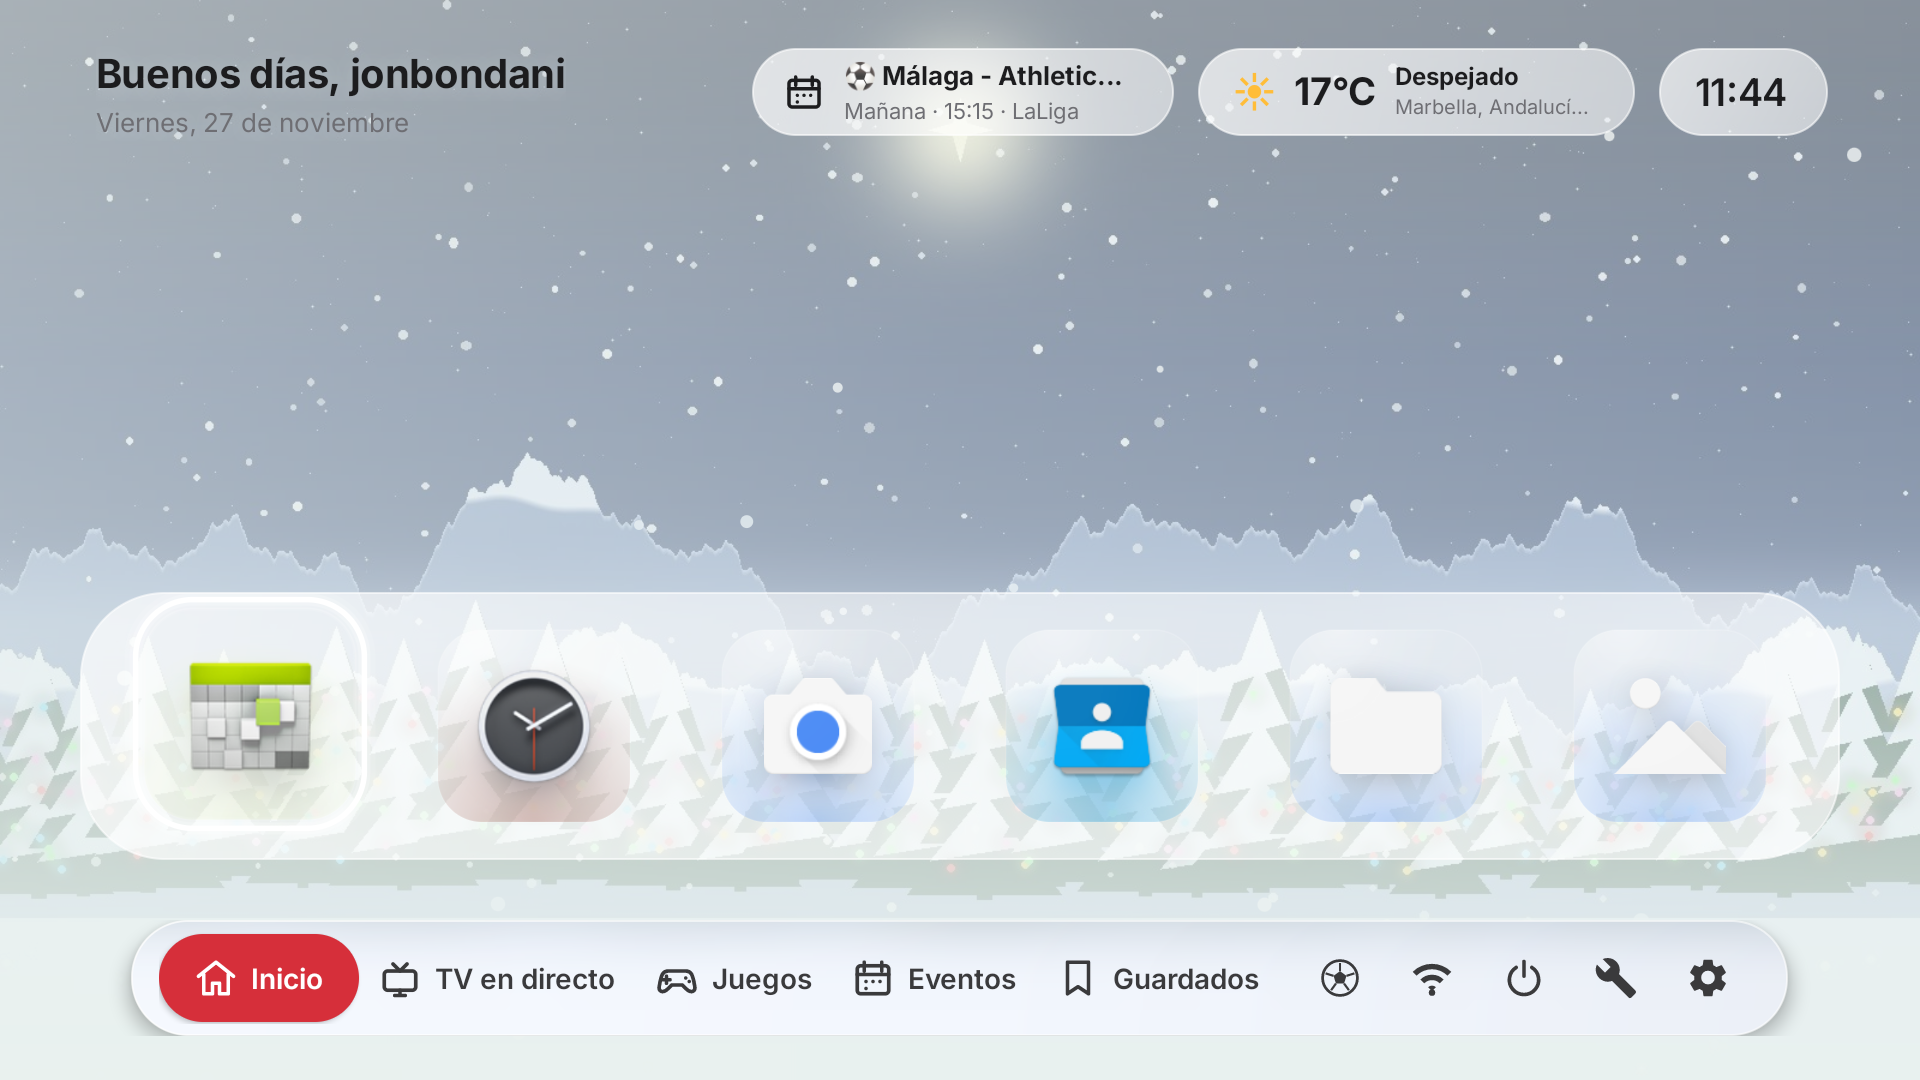 Buenos días, jonbondani
Viernes, 27 de noviembre
⚽ Málaga - Athletic...
Mañana · 15:15 · LaLiga
17°C
Despejado
Marbella, Andalucí...
11:44
Inicio
TV en directo
Juegos
Eventos
Guardados